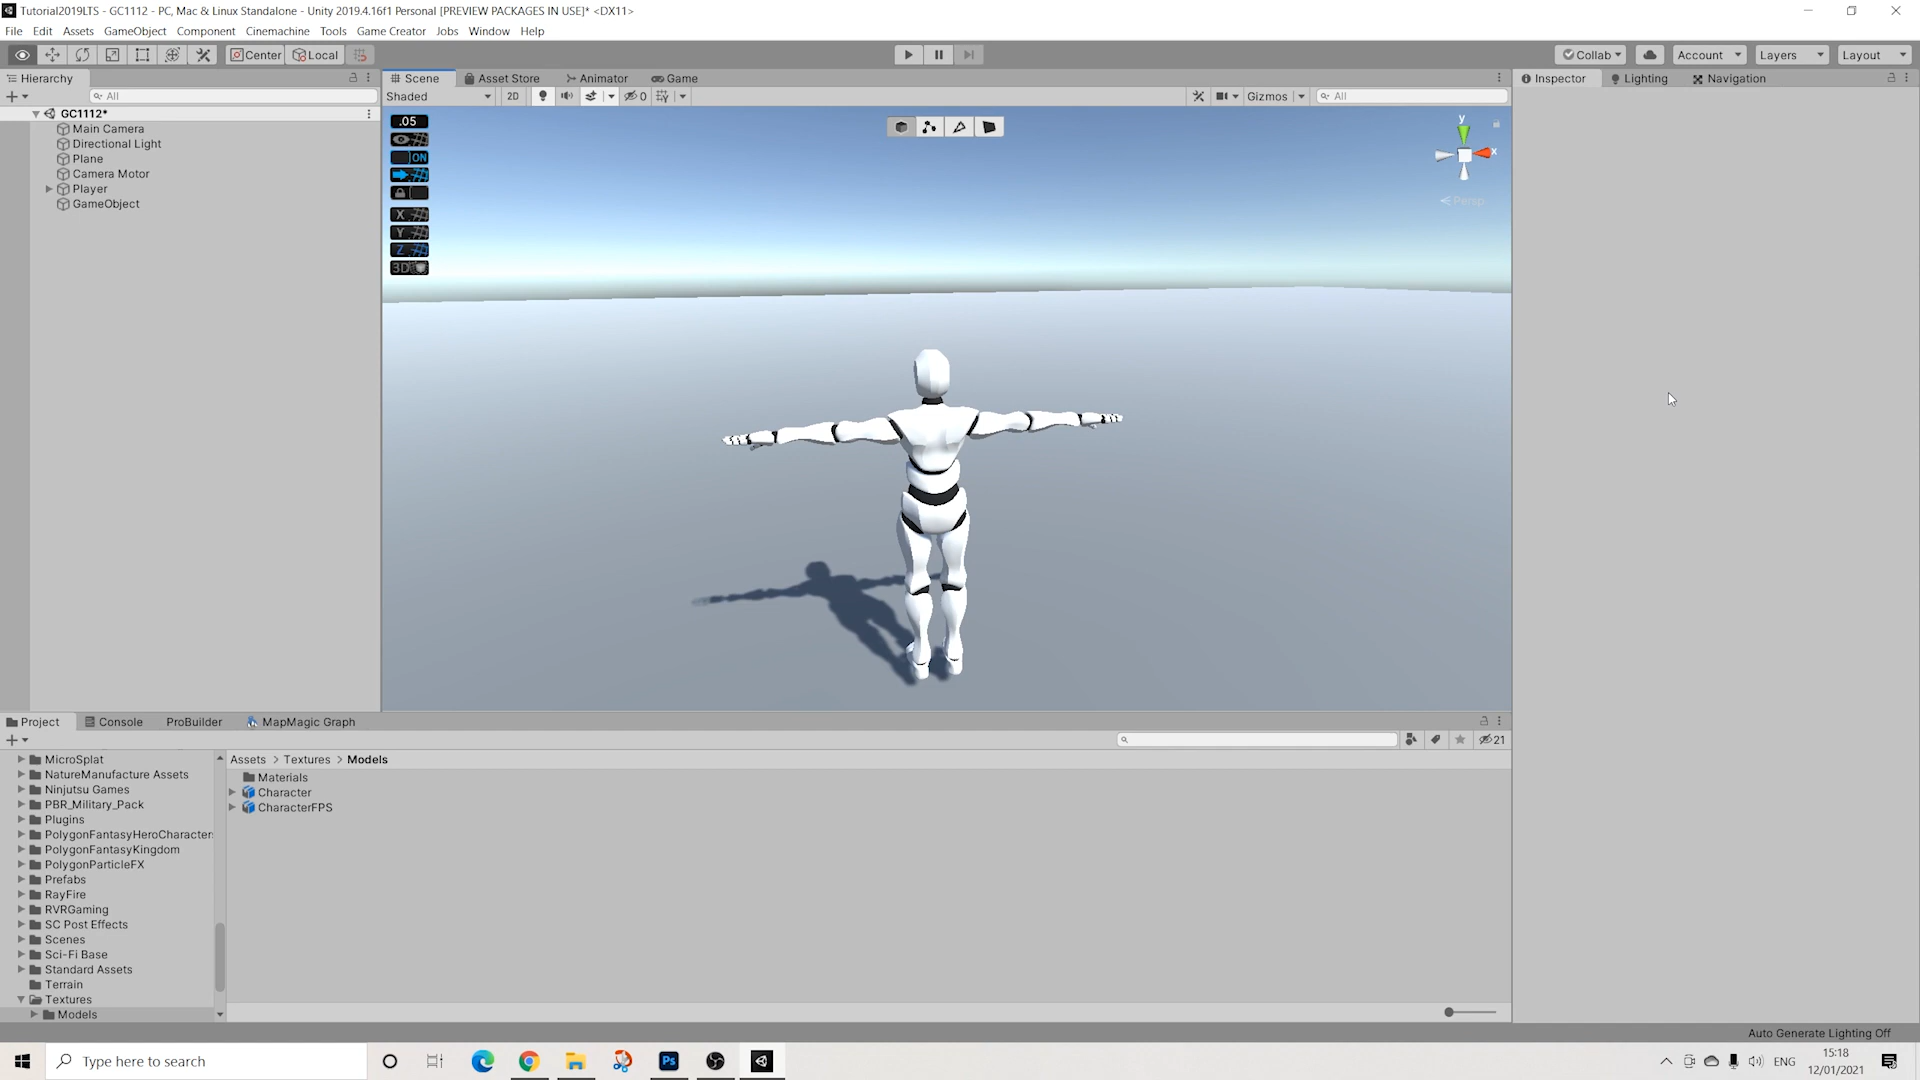 Tutorial2019LTS - GC1112 - PC, Mac & Linux Standalone - Unity 2019.4.16f1 Personal [PREVIEW PACKAGES IN USE]* <DX11>
File Edit Assets GameObject Component Cinemachine Tools Game Creator Jobs Window Help
Center Local Collab Account Layers Layout
Hierarchy Scene Asset Store Animator Game Inspector Lighting Navigation
All Shaded 2D 0 Gizmos All
GC1112*
Main Camera
Directional Light
Plane
Camera Motor
Player
GameObject
.05
ON
X
Y
Z
3D
y
x
Persp
Project Console ProBuilder MapMagic Graph
21
MicroSplat
NatureManufacture Assets
Ninjutsu Games
PBR_Military_Pack
Plugins
PolygonFantasyHeroCharacters
PolygonFantasyKingdom
PolygonParticleFX
Prefabs
RayFire
RVRGaming
SC Post Effects
Scenes
Sci-Fi Base
Standard Assets
Terrain
Textures
Models
Assets > Textures > Models
Materials
Character
CharacterFPS
Auto Generate Lighting Off
Type here to search
Ps
ENG
15:18
12/01/2021